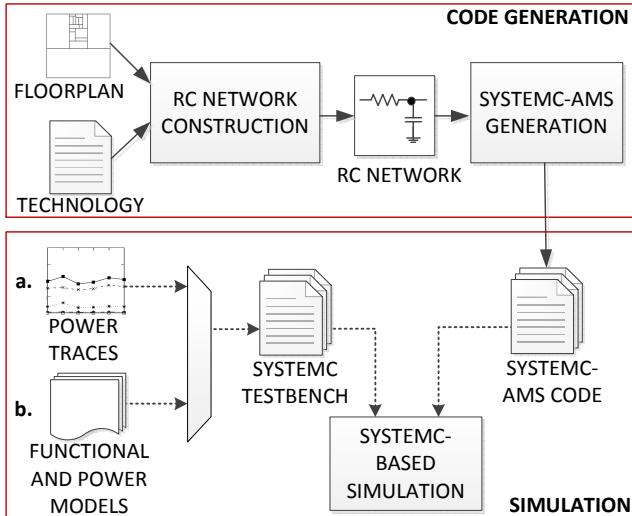 CODE GENERATION
FLOORPLAN
TECHNOLOGY
RC NETWORK
CONSTRUCTION
RC NETWORK
SYSTEMC-AMS
GENERATION
a.
POWER
TRACES
b.
FUNCTIONAL
AND POWER
MODELS
SYSTEMC
TESTBENCH
SYSTEMC-
AMS CODE
SYSTEMC-
BASED
SIMULATION
SIMULATION